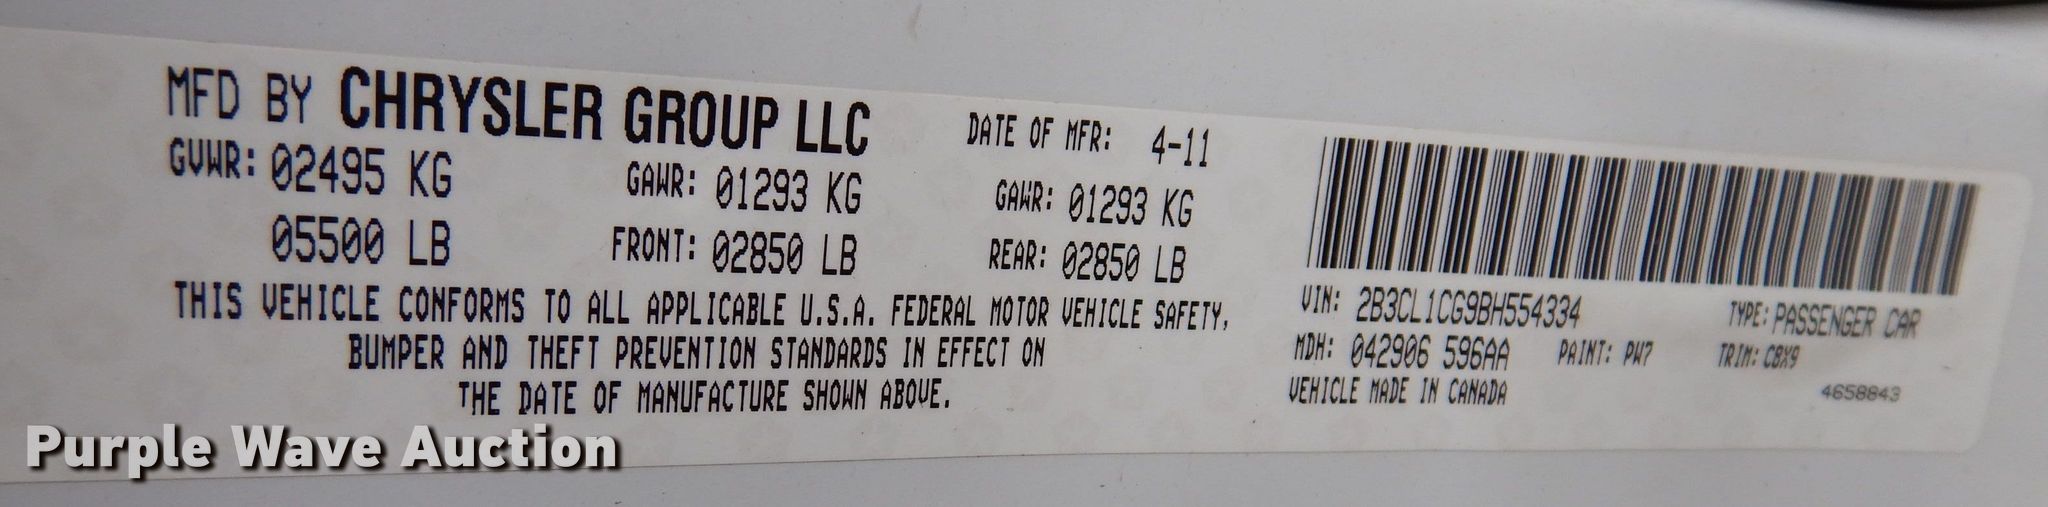 MFD BY CHRYSLER GROUP LLC
DATE OF MFR: 4-11
GVWR: 02495 KG
05500 LB
GAWR: 01293 KG
FRONT: 02850 LB
GAWR: 01293 KG
REAR: 02850 LB
THIS VEHICLE CONFORMS TO ALL APPLICABLE U.S.A. FEDERAL MOTOR VEHICLE SAFETY,
BUMPER AND THEFT PREVENTION STANDARDS IN EFFECT ON
THE DATE OF MANUFACTURE SHOWN ABOVE.
VIN: 2B3CL1CG9BH554334 TYPE: PASSENGER CAR
MDH: 042906 596AA PAINT: PW7 TRIM: CBX9
VEHICLE MADE IN CANADA 4658843
Purple Wave Auction